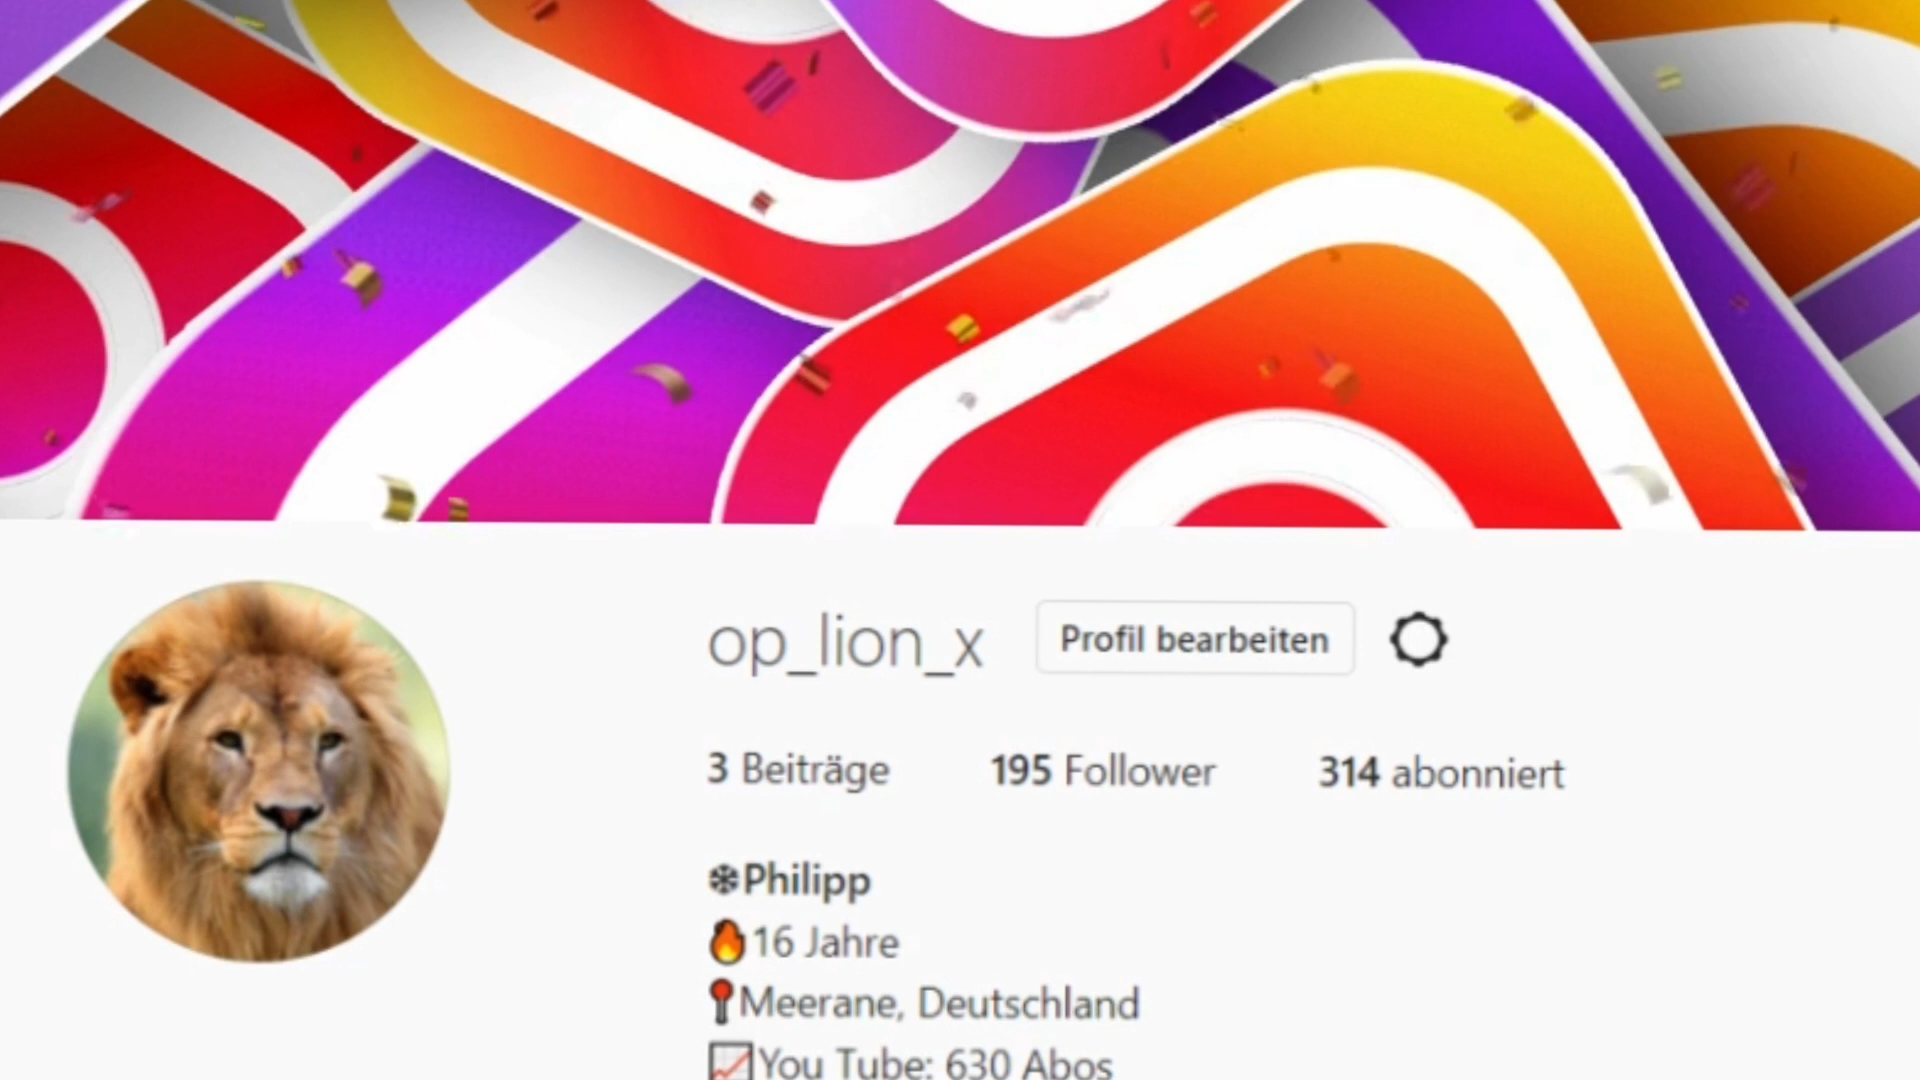 op_lion_x Profil bearbeiten
3 Beiträge 195 Follower 314 abonniert
❄Philipp
🔥16 Jahre
📍Meerane, Deutschland
📈You Tube: 630 Abos